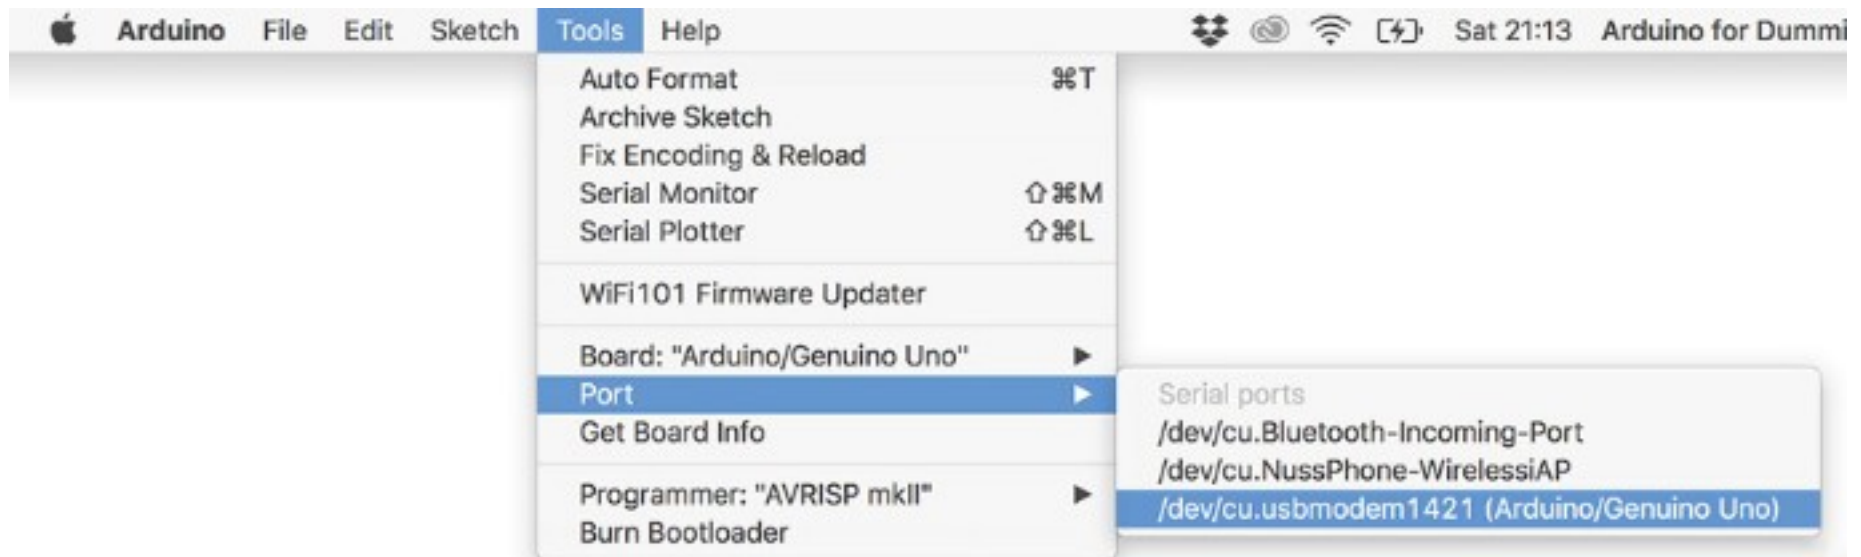 Arduino File Edit Sketch Tools Help Sat 21:13 Arduino for Dummi
Auto Format ⌘T
Archive Sketch
Fix Encoding & Reload
Serial Monitor ⇧⌘M
Serial Plotter ⇧⌘L
WiFi101 Firmware Updater
Board: "Arduino/Genuino Uno" ▶
Port ▶
Get Board Info
Programmer: "AVRISP mkII" ▶
Burn Bootloader
Serial ports
/dev/cu.Bluetooth-Incoming-Port
/dev/cu.NussPhone-WirelessiAP
/dev/cu.usbmodem1421 (Arduino/Genuino Uno)